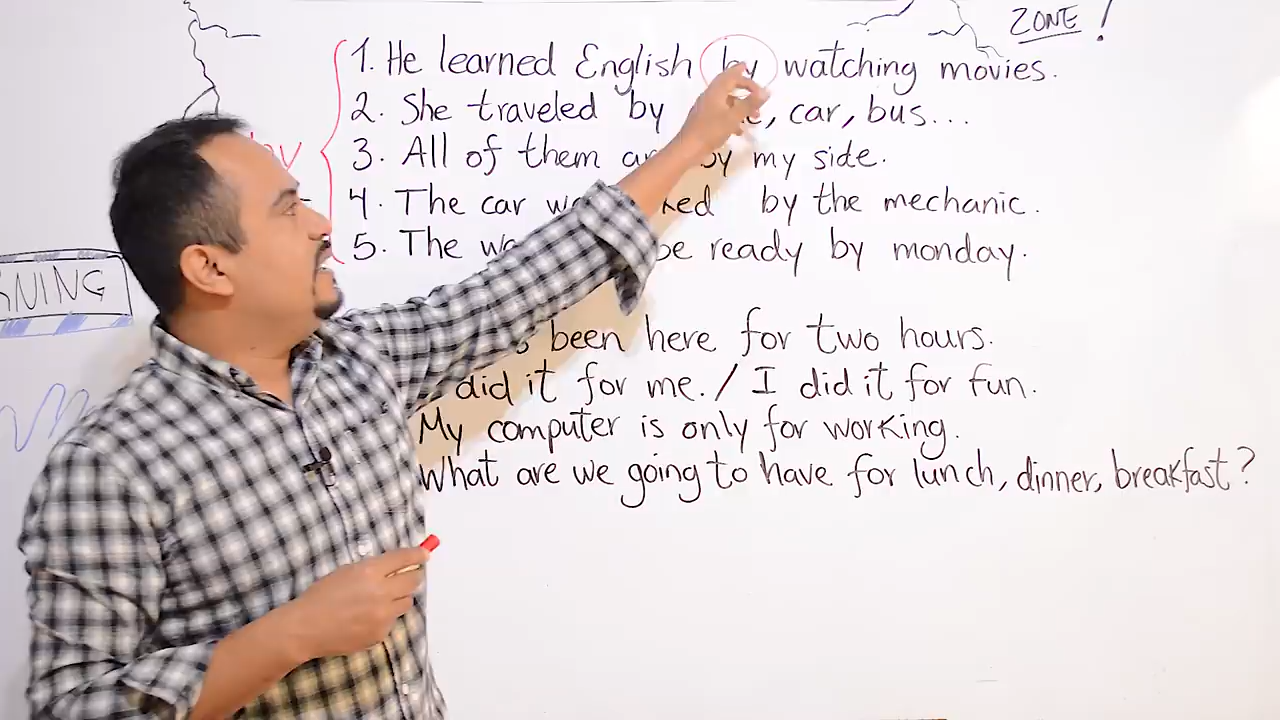 ZONE!
1. He learned English by watching movies.
2. She traveled by , car, bus...
3. All of them by my side.
4. The car by the mechanic.
5. The be ready by monday.
been here for two hours.
did it for me. / I did it for fun.
My computer is only for working.
What are we going to have for lunch, dinner, breakfast?